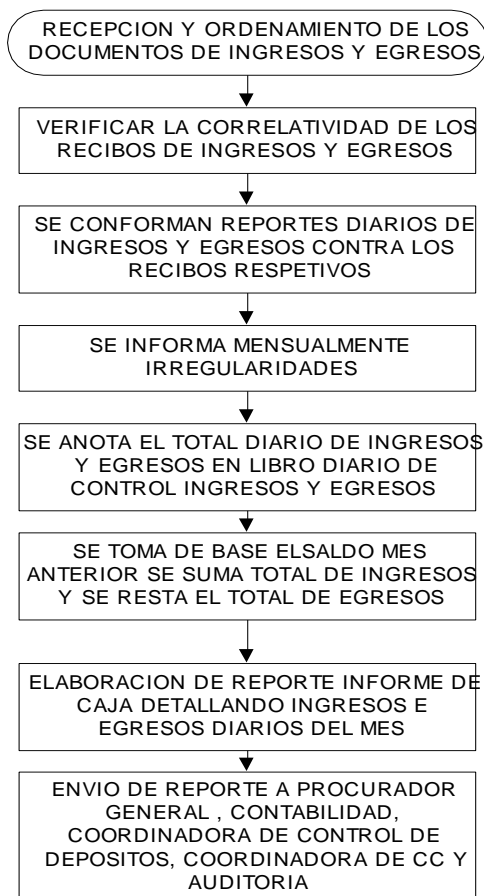 RECEPCION Y ORDENAMIENTO DE LOS
DOCUMENTOS DE INGRESOS Y EGRESOS
VERIFICAR LA CORRELATIVIDAD DE LOS
RECIBOS DE INGRESOS Y EGRESOS
SE CONFORMAN REPORTES DIARIOS DE
INGRESOS Y EGRESOS CONTRA LOS
RECIBOS RESPETIVOS
SE INFORMA MENSUALMENTE
IRREGULARIDADES
SE ANOTA EL TOTAL DIARIO DE INGRESOS
Y EGRESOS EN LIBRO DIARIO DE
CONTROL INGRESOS Y EGRESOS
SE TOMA DE BASE ELSALDO MES
ANTERIOR SE SUMA TOTAL DE INGRESOS
Y SE RESTA EL TOTAL DE EGRESOS
ELABORACION DE REPORTE INFORME DE
CAJA DETALLANDO INGRESOS E
EGRESOS DIARIOS DEL MES
ENVIO DE REPORTE A PROCURADOR
GENERAL , CONTABILIDAD,
COORDINADORA DE CONTROL DE
DEPOSITOS, COORDINADORA DE CC Y
AUDITORIA